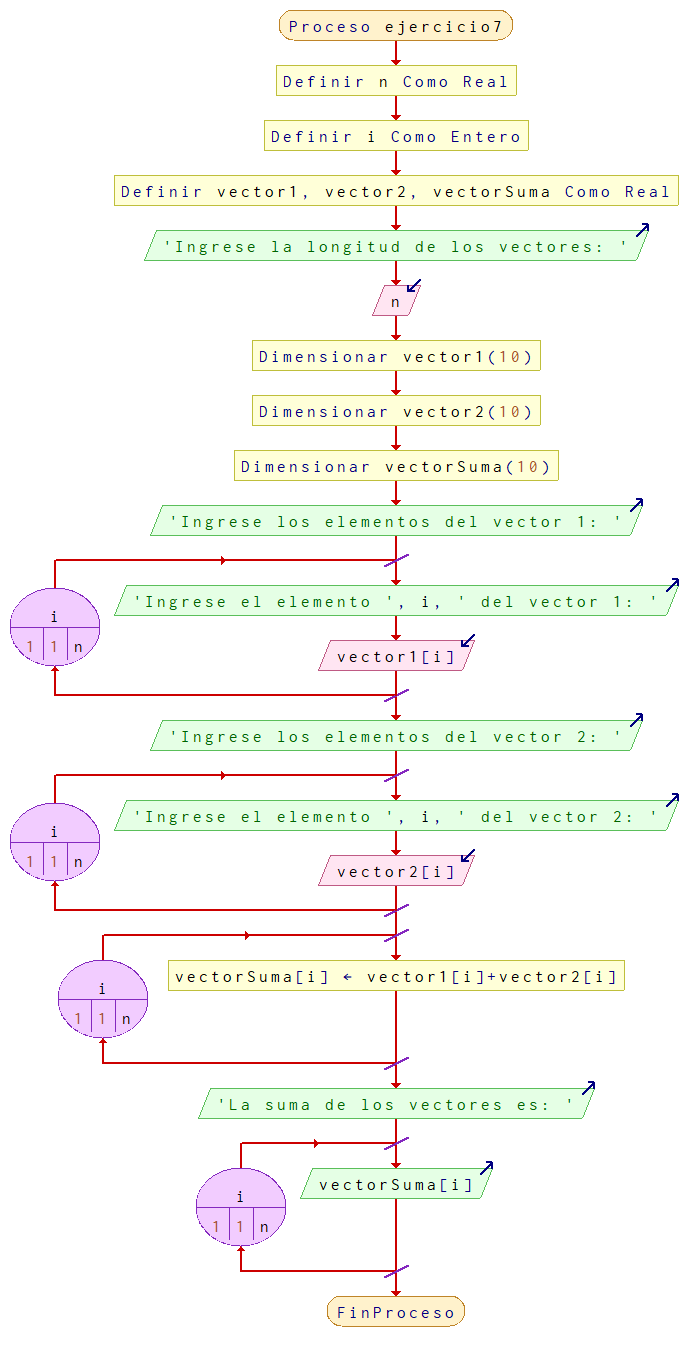 Proceso ejercicio7
Definir n Como Real
Definir i Como Entero
Definir vector1, vector2, vectorSuma Como Real
'Ingrese la longitud de los vectores: '
n
Dimensionar vector1(10)
Dimensionar vector2(10)
Dimensionar vectorSuma(10)
'Ingrese los elementos del vector 1: '
i
1 1 n
'Ingrese el elemento ', i, ' del vector 1: '
vector1[i]
'Ingrese los elementos del vector 2: '
i
1 1 n
'Ingrese el elemento ', i, ' del vector 2: '
vector2[i]
i
1 1 n
vectorSuma[i] ← vector1[i]+vector2[i]
'La suma de los vectores es: '
i
1 1 n
vectorSuma[i]
FinProceso